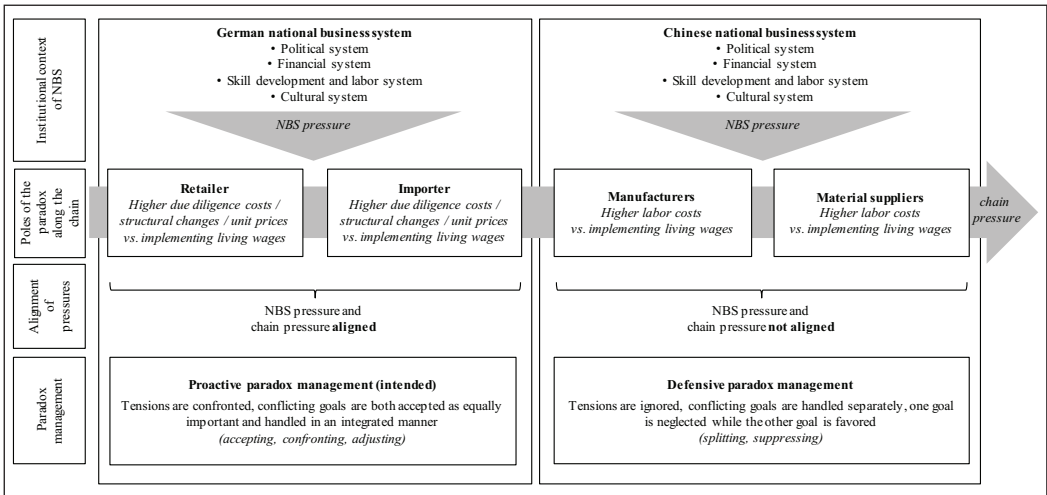 Institutional context
of NBS
German national business system
• Political system
• Financial system
• Skill development and labor system
• Cultural system
NBS pressure
Chinese national business system
• Political system
• Financial system
• Skill development and labor system
• Cultural system
NBS pressure
Poles of the
paradox
along the
chain
Retailer
Higher due diligence costs /
structural changes / unit prices
vs. implementing living wages
Importer
Higher due diligence costs /
structural changes / unit prices
vs. implementing living wages
Manufacturers
Higher labor costs
vs. implementing living wages
Material suppliers
Higher labor costs
vs. implementing living wages
chain
pressure
Alignment
of
pressures
NBS pressure and
chain pressure aligned
NBS pressure and
chain pressure not aligned
Paradox
management
Proactive paradox management (intended)
Tensions are confronted, conflicting goals are both accepted as equally
important and handled in an integrated manner
(accepting, confronting, adjusting)
Defensive paradox management
Tensions are ignored, conflicting goals are handled separately, one goal
is neglected while the other goal is favored
(splitting, suppressing)